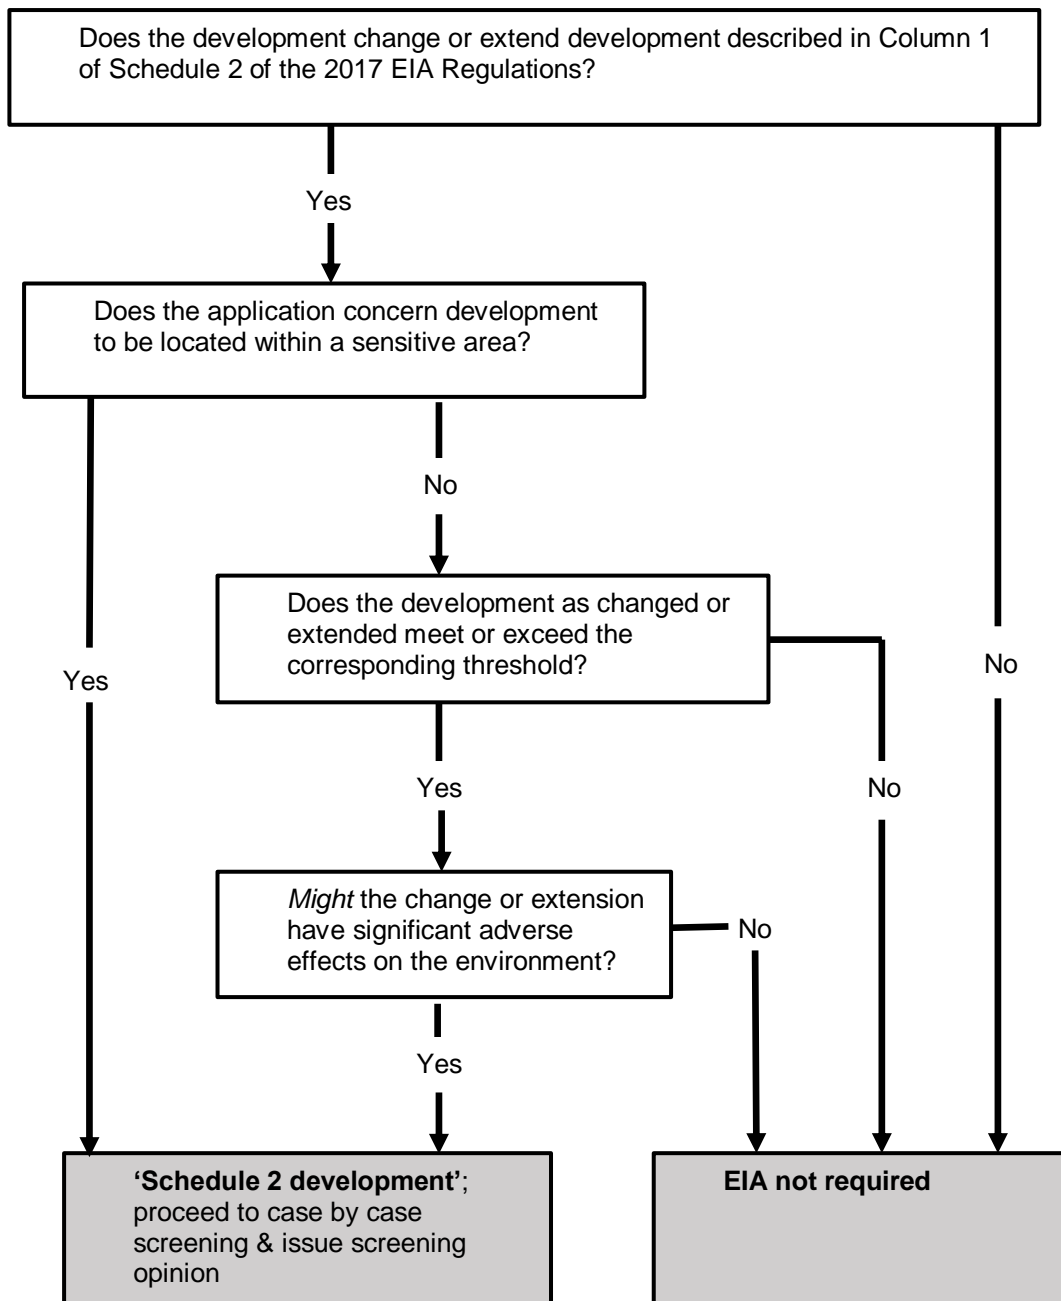 Does the development change or extend development described in Column 1
of Schedule 2 of the 2017 EIA Regulations?
Yes
Does the application concern development
to be located within a sensitive area?
No
Does the development as changed or
extended meet or exceed the
corresponding threshold?
Yes
No
Yes
No
Might the change or extension
have significant adverse
effects on the environment?
No
Yes
‘Schedule 2 development’;
proceed to case by case
screening & issue screening
opinion
EIA not required